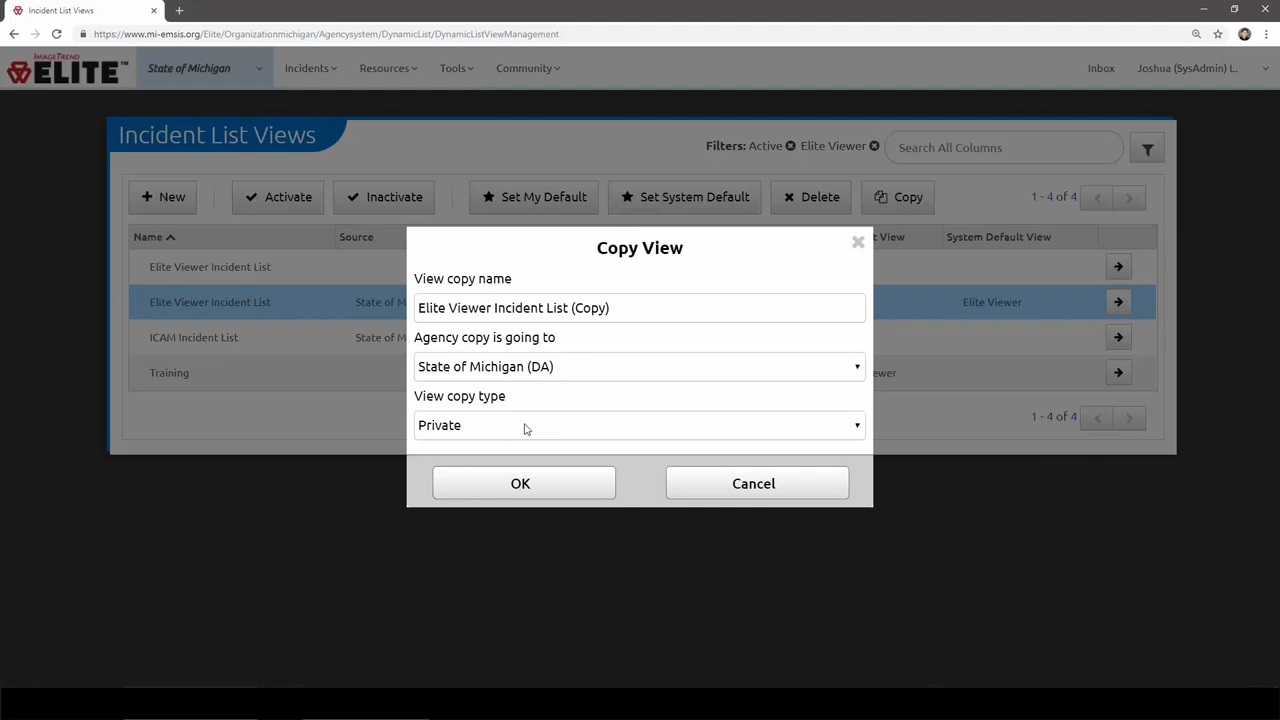 Incident List Views
https://www.mi-emsis.org/Elite/Organizationmichigan/Agencysystem/DynamicList/DynamicListViewManagement
IMAGETREND
ELITE™
State of Michigan
Incidents
Resources
Tools
Community
Inbox
Joshua (SysAdmin) L.
Incident List Views
Filters: Active
Elite Viewer
Search All Columns
New
Activate
Inactivate
Set My Default
Set System Default
Delete
Copy
1 - 4 of 4
Name
Source
t View
System Default View
Elite Viewer Incident List
Elite Viewer Incident List
State of M
Elite Viewer
ICAM Incident List
State of M
Training
ewer
1 - 4 of 4
Copy View
View copy name
Elite Viewer Incident List (Copy)
Agency copy is going to
State of Michigan (DA)
View copy type
Private
OK
Cancel